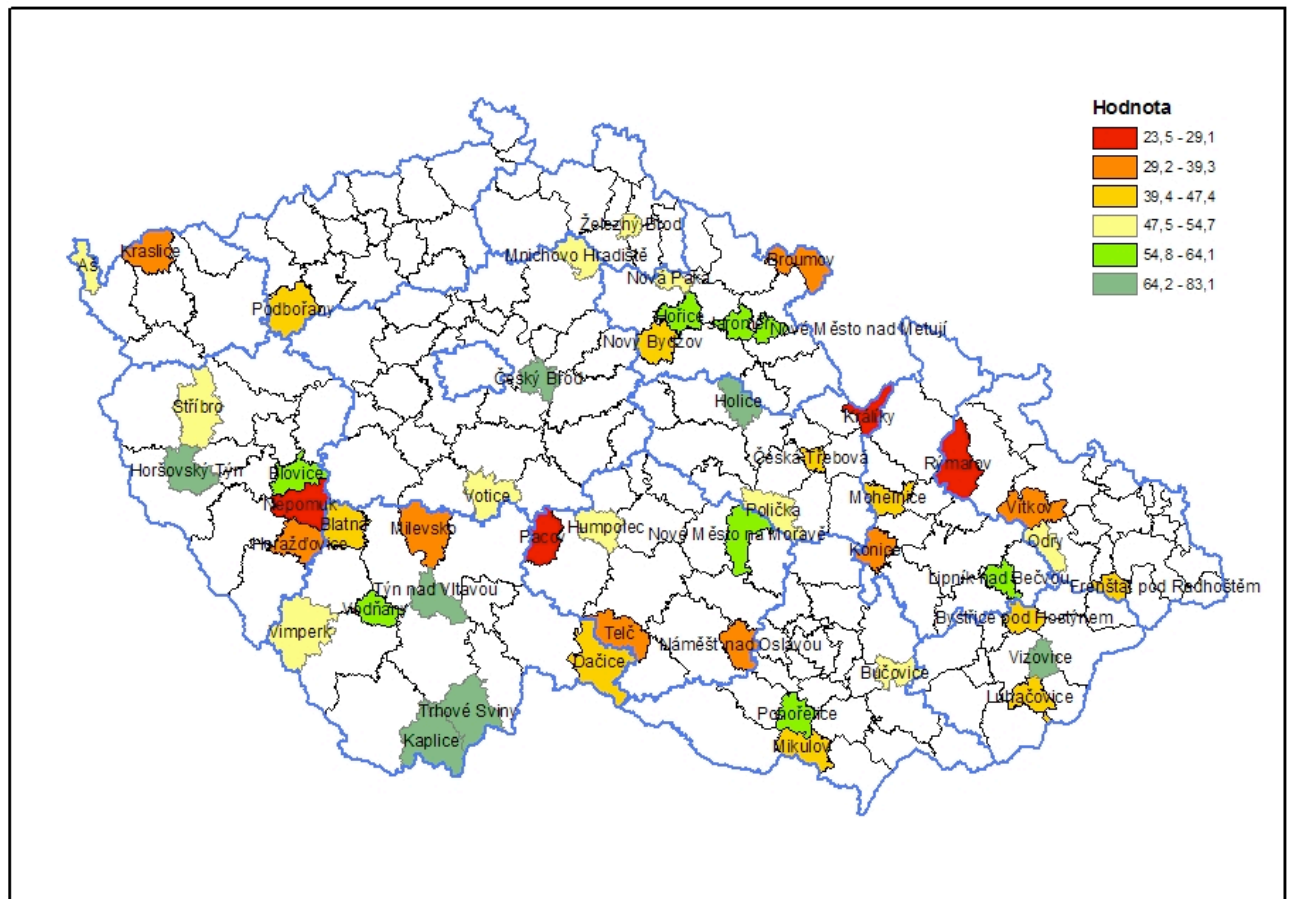 Hodnota
23,5 - 29,1
29,2 - 39,3
39,4 - 47,4
47,5 - 54,7
54,8 - 64,1
64,2 - 83,1
Železný Brod
Kraslice
Mnichovo Hradiště
Broumov
Aš
Nová Paka
Podbořany
Hořice
Jaroměř
Nové Město nad Metují
Nový Bydžov
Český Brod
Holice
Stříbro
Králíky
Česká Třebová
Rýmařov
Horšovský Týn
Blovice
Votice
Mohelnice
Nepomuk
Vítkov
Polička
Blatná
Milevsko
Pacov
Humpolec
Nové Město na Moravě
Horažďovice
Konice
Odry
Lipník nad Bečvou
Frenštát pod Radhoštěm
Týn nad Vltavou
Vodňany
Bystřice pod Hostýnem
Vimperk
Telč
Náměšť nad Oslavou
Dačice
Vizovice
Bučovice
Luhačovice
Trhové Sviny
Pohořelice
Kaplice
Mikulov